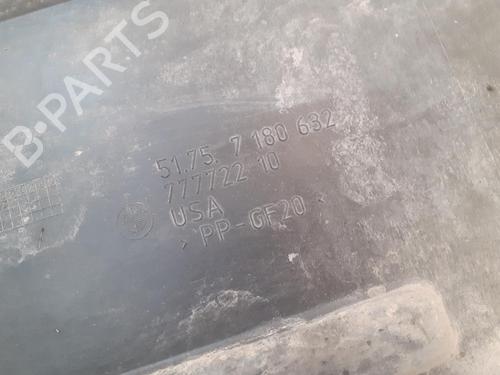 B-PARTS
51.75. 7 180 632
777722 10
USA
> PP-GF20 <